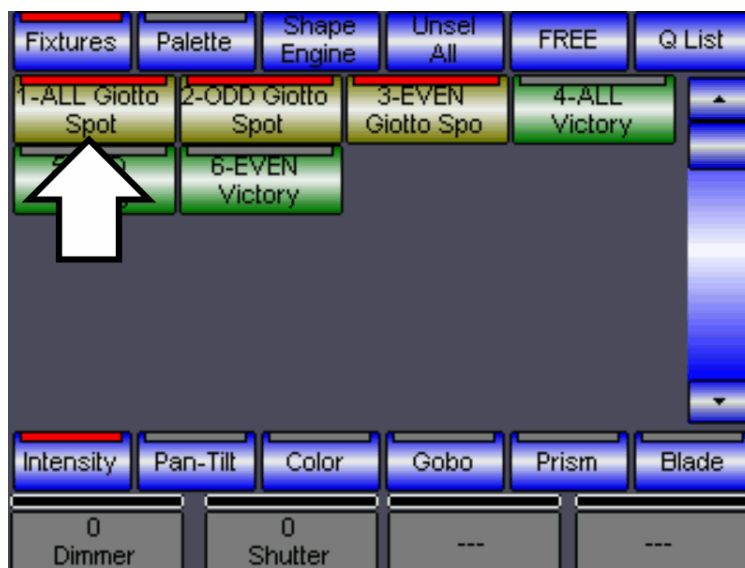 Fixtures
Palette
Shape
Engine
Unsel
All
FREE
Q List
1-ALL Giotto
Spot
2-ODD Giotto
Spot
3-EVEN
Giotto Spo
4-ALL
Victory
6-EVEN
Victory
Intensity
Pan-Tilt
Color
Gobo
Prism
Blade
0
Dimmer
0
Shutter
---
---